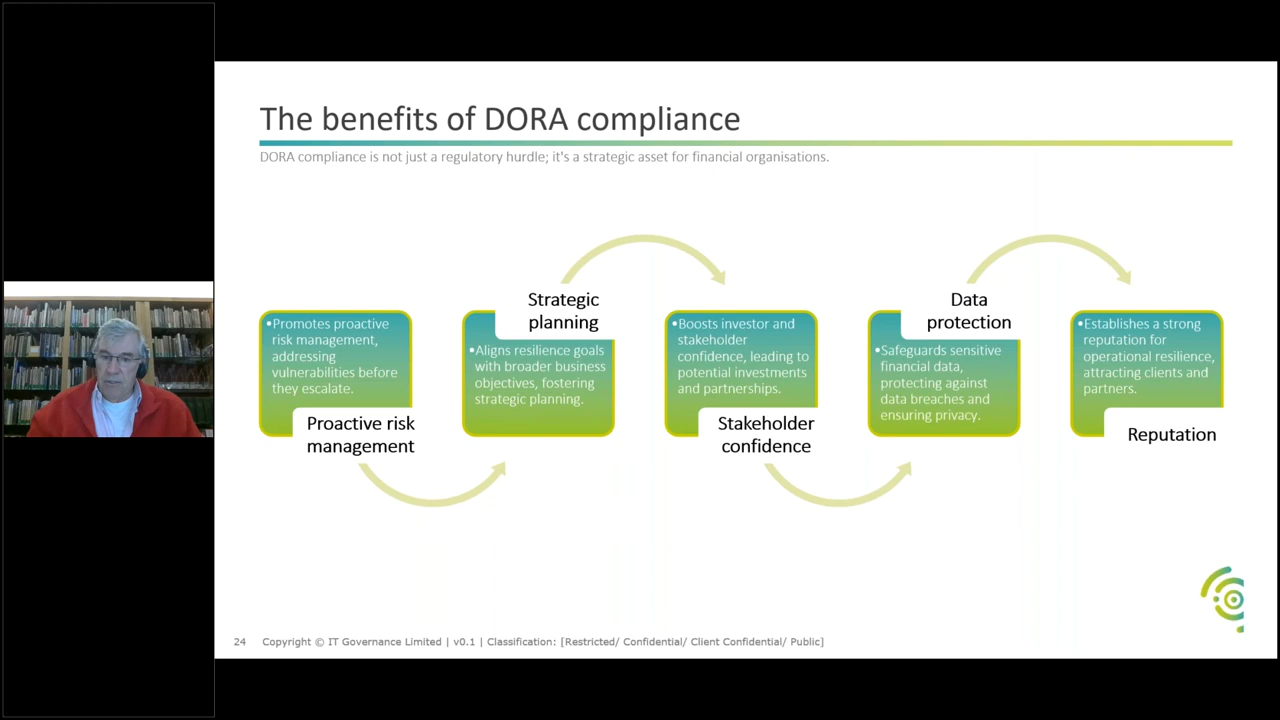 The benefits of DORA compliance
DORA compliance is not just a regulatory hurdle; it's a strategic asset for financial organisations.
•Promotes proactive
risk management,
addressing
vulnerabilities before
they escalate.
Proactive risk
management
Strategic
planning
•Aligns resilience goals
with broader business
objectives, fostering
strategic planning.
•Boosts investor and
stakeholder
confidence, leading to
potential investments
and partnerships.
Stakeholder
confidence
Data
protection
•Safeguards sensitive
financial data,
protecting against
data breaches and
ensuring privacy.
•Establishes a strong
reputation for
operational resilience,
attracting clients and
partners.
Reputation
24 Copyright © IT Governance Limited | v0.1 | Classification: [Restricted/ Confidential/ Client Confidential/ Public]